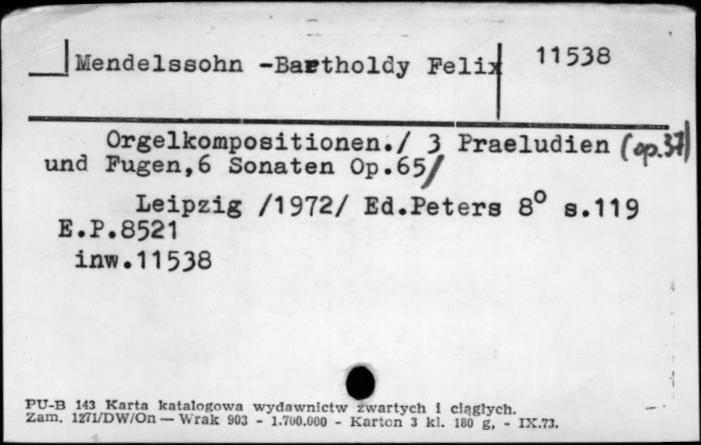 Mendelssohn -Bartholdy Felix 11538
Orgelkompositionen./ 3 Praeludien (op.37)
und Fugen,6 Sonaten Op.65/
Leipzig /1972/ Ed.Peters 8° s.119
E.P.8521
inw.11538
PU-B 143 Karta katalogowa wydawnictw zwartych i ciągłych.
Zam. 1271/DW/On — Wrak 903 - 1.700.000 - Karton 3 kl. 180 g, - IX.73.